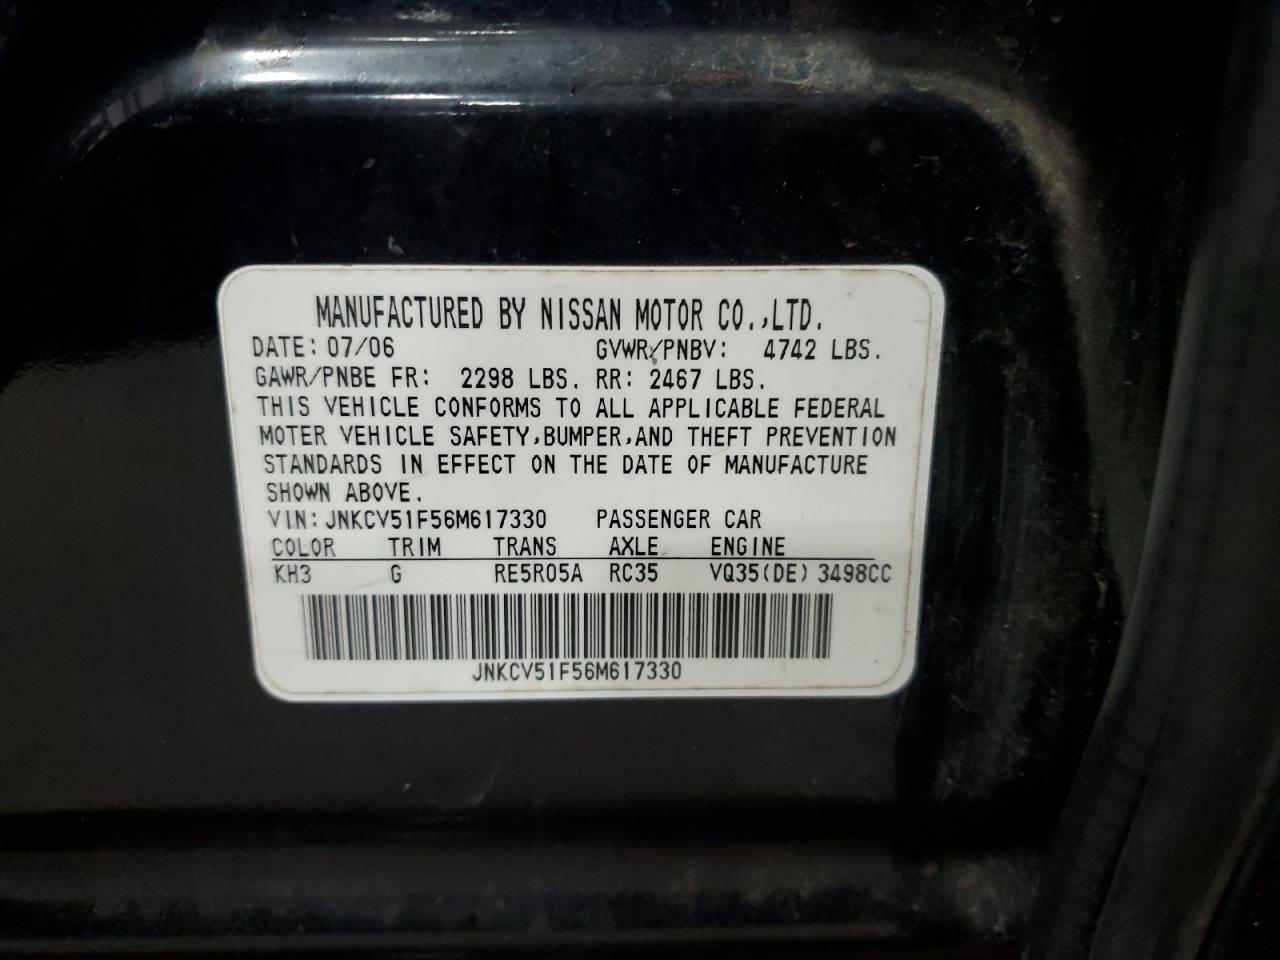 MANUFACTURED BY NISSAN MOTOR CO.,LTD.
DATE: 07/06 GVWR/PNBV: 4742 LBS.
GAWR/PNBE FR: 2298 LBS. RR: 2467 LBS.
THIS VEHICLE CONFORMS TO ALL APPLICABLE FEDERAL
MOTER VEHICLE SAFETY,BUMPER,AND THEFT PREVENTION
STANDARDS IN EFFECT ON THE DATE OF MANUFACTURE
SHOWN ABOVE.
VIN: JNKCV51F56M617330 PASSENGER CAR
COLOR TRIM TRANS AXLE ENGINE
KH3 G RE5R05A RC35 VQ35(DE) 3498CC
JNKCV51F56M617330